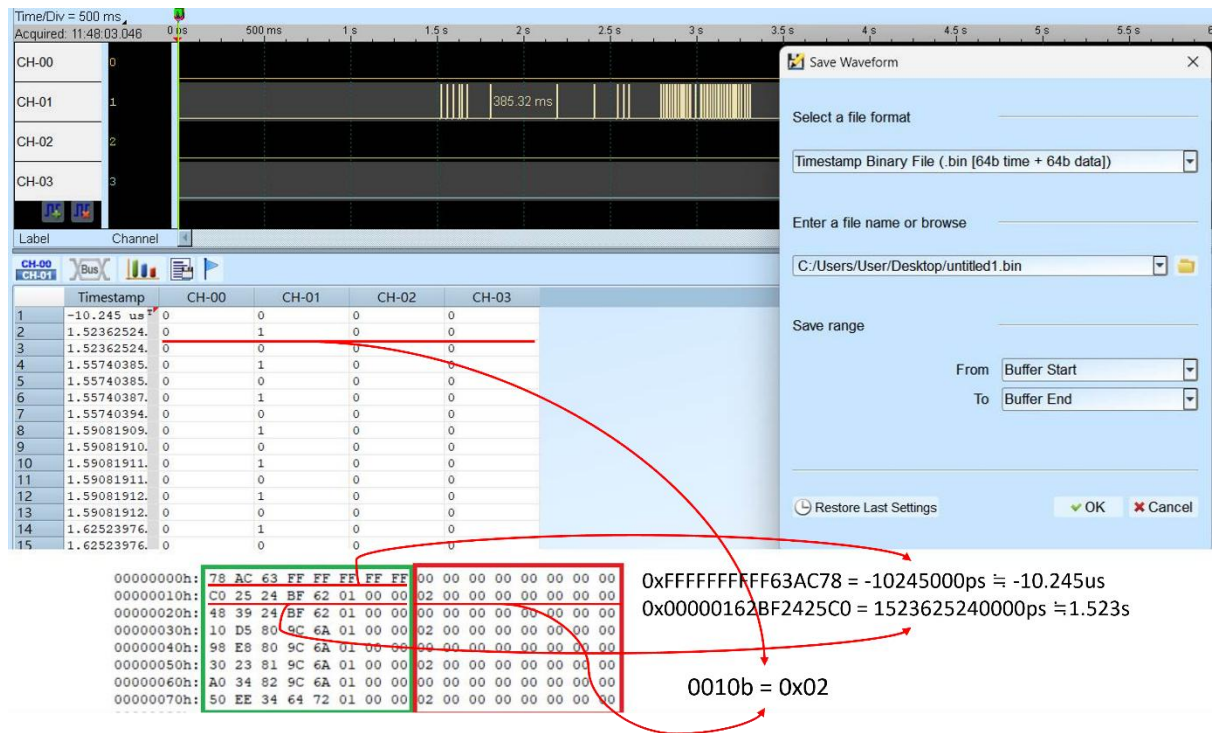 Time/Div = 500 ms
Acquired: 11:48:03.046 0 ps 500 ms 1 s 1.5 s 2 s 2.5 s 3 s 3.5 s 4 s 4.5 s 5 s 5.5 s
CH-00 0
CH-01 1 385.32 ms
CH-02 2
CH-03 3
Label Channel
Save Waveform
Select a file format
Timestamp Binary File (.bin [64b time + 64b data])
Enter a file name or browse
C:/Users/User/Desktop/untitled1.bin
Save range
From Buffer Start
To Buffer End
Restore Last Settings OK Cancel
CH-00
CH-01 Bus
Timestamp CH-00 CH-01 CH-02 CH-03
1 -10.245 us 0 0 0 0
2 1.52362524. 0 1 0 0
3 1.52362524. 0 0 0 0
4 1.55740385. 0 1 0 0
5 1.55740385. 0 0 0 0
6 1.55740387. 0 1 0 0
7 1.55740394. 0 0 0 0
8 1.59081909. 0 1 0 0
9 1.59081910. 0 0 0 0
10 1.59081911. 0 1 0 0
11 1.59081911. 0 0 0 0
12 1.59081912. 0 1 0 0
13 1.59081912. 0 0 0 0
14 1.62523976. 0 1 0 0
15 1.62523976. 0 0 0 0
00000000h: 78 AC 63 FF FF FF FF FF 00 00 00 00 00 00 00 00
00000010h: C0 25 24 BF 62 01 00 00 02 00 00 00 00 00 00 00
00000020h: 48 39 24 BF 62 01 00 00 00 00 00 00 00 00 00 00
00000030h: 10 D5 80 9C 6A 01 00 00 02 00 00 00 00 00 00 00
00000040h: 98 E8 80 9C 6A 01 00 00 00 00 00 00 00 00 00 00
00000050h: 30 23 81 9C 6A 01 00 00 02 00 00 00 00 00 00 00
00000060h: A0 34 82 9C 6A 01 00 00 00 00 00 00 00 00 00 00
00000070h: 50 EE 34 64 72 01 00 00 02 00 00 00 00 00 00 00
0xFFFFFFFFFF63AC78 = -10245000ps ≒ -10.245us
0x00000162BF2425C0 = 1523625240000ps ≒1.523s
0010b = 0x02